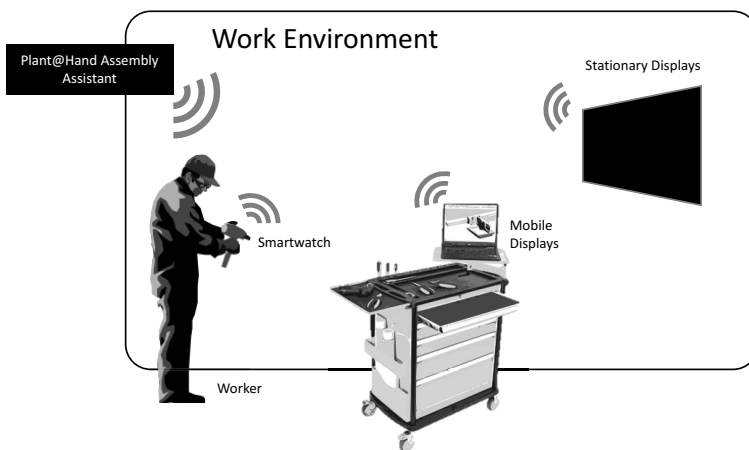 Work Environment
Plant@Hand Assembly
Assistant
Stationary Displays
Smartwatch
Mobile
Displays
Worker